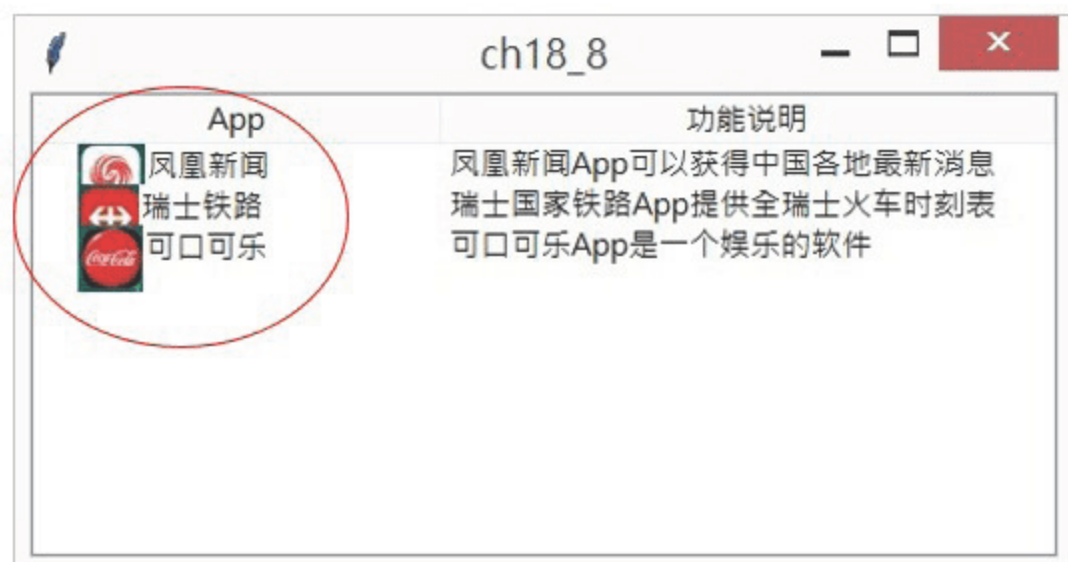 ch18_8
App 功能说明
凤凰新闻 凤凰新闻App可以获得中国各地最新消息
瑞士铁路 瑞士国家铁路App提供全瑞士火车时刻表
Coca-Cola 可口可乐 可口可乐App是一个娱乐的软件